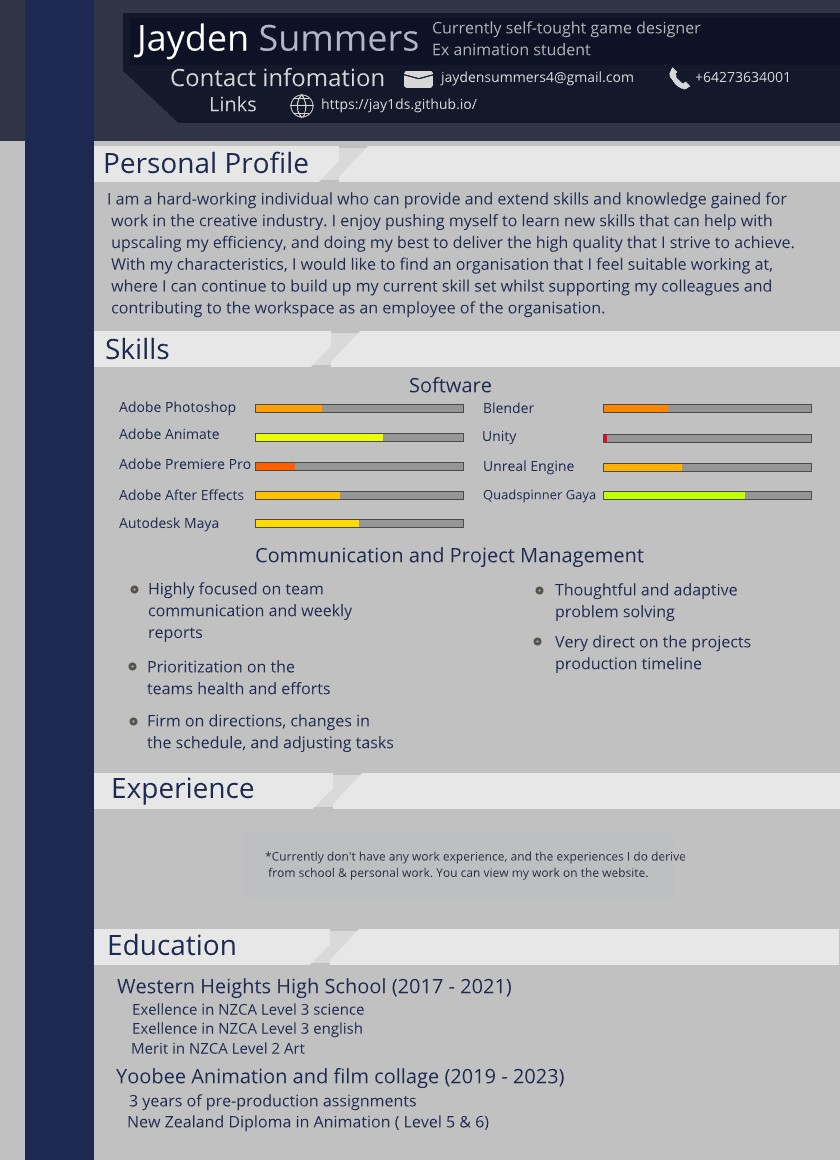 Jayden Summers
Currently self-tought game designer
Ex animation student
Contact infomation
jaydensummers4@gmail.com
+64273634001
Links
https://jay1ds.github.io/
Personal Profile
I am a hard-working individual who can provide and extend skills and knowledge gained for
work in the creative industry. I enjoy pushing myself to learn new skills that can help with
upscaling my efficiency, and doing my best to deliver the high quality that I strive to achieve.
With my characteristics, I would like to find an organisation that I feel suitable working at,
where I can continue to build up my current skill set whilst supporting my colleagues and
contributing to the workspace as an employee of the organisation.
Skills
Software
Adobe Photoshop
Adobe Animate
Adobe Premiere Pro
Adobe After Effects
Autodesk Maya
Blender
Unity
Unreal Engine
Quadspinner Gaya
Communication and Project Management
Highly focused on team
communication and weekly
reports
Prioritization on the
teams health and efforts
Firm on directions, changes in
the schedule, and adjusting tasks
Thoughtful and adaptive
problem solving
Very direct on the projects
production timeline
Experience
*Currently don't have any work experience, and the experiences I do derive
from school & personal work. You can view my work on the website.
Education
Western Heights High School (2017 - 2021)
Exellence in NZCA Level 3 science
Exellence in NZCA Level 3 english
Merit in NZCA Level 2 Art
Yoobee Animation and film collage (2019 - 2023)
3 years of pre-production assignments
New Zealand Diploma in Animation ( Level 5 & 6)